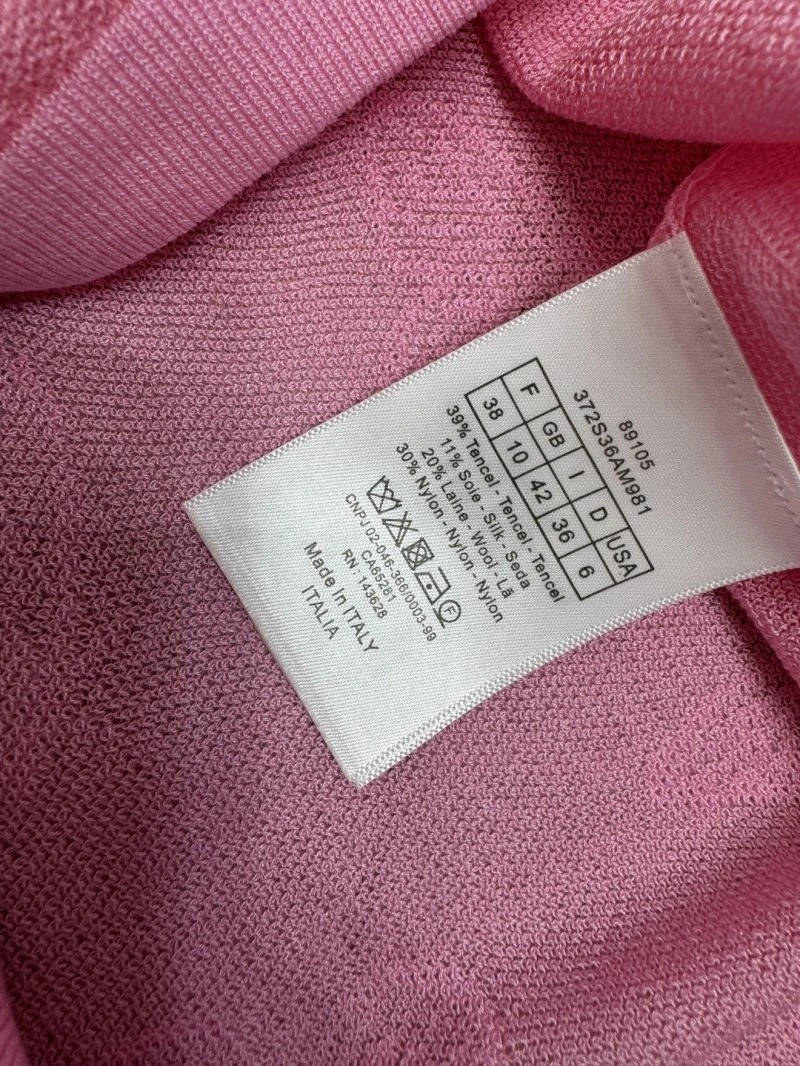 89105
372S36AM981
F GB I D USA
38 10 42 36 6
39% Tencel - Tencel - Tencel
11% Soie - Silk - Seda
20% Laine - Wool - Lã
30% Nylon - Nylon - Nylon
F
CNPJ 02-046-366/0003-99
CA65281
RN : 143628
Made In ITALY
ITALIA